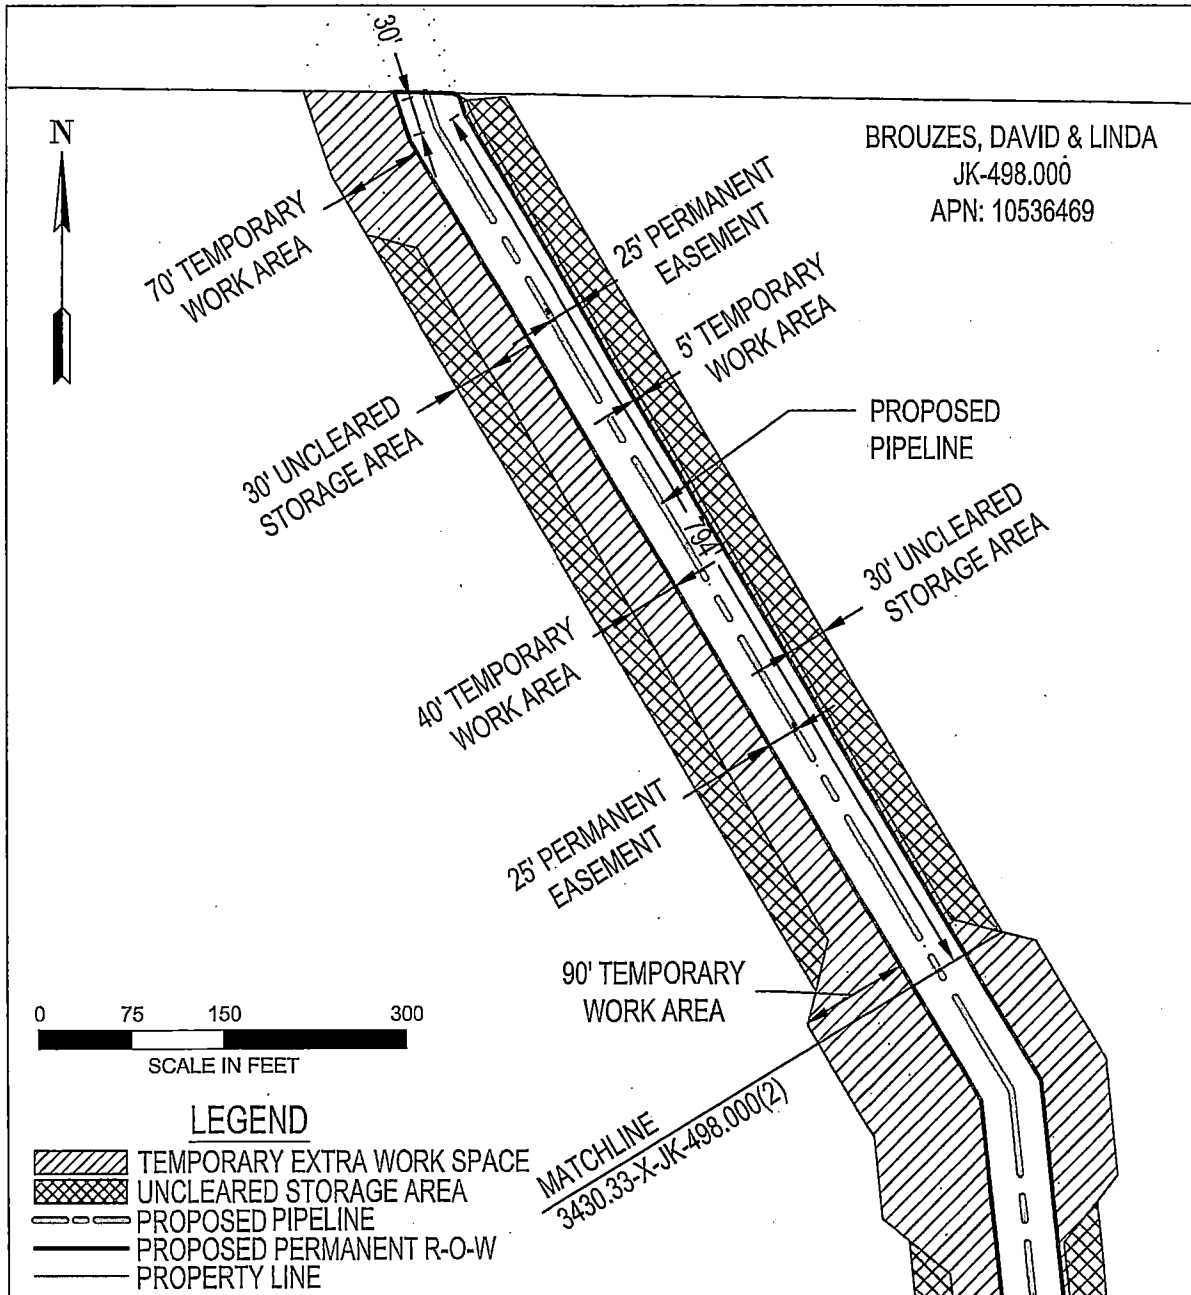 30'
N
BROUZES, DAVID & LINDA
JK-498.000
APN: 10536469
70' TEMPORARY
WORK AREA
25' PERMANENT
EASEMENT
5' TEMPORARY
WORK AREA
PROPOSED
PIPELINE
30' UNCLEARED
STORAGE AREA
794'
30' UNCLEARED
STORAGE AREA
40' TEMPORARY
WORK AREA
25' PERMANENT
EASEMENT
90' TEMPORARY
WORK AREA
0 75 150 300
SCALE IN FEET
MATCHLINE
3430.33-X-JK-498.000(2)
LEGEND
TEMPORARY EXTRA WORK SPACE
UNCLEARED STORAGE AREA
PROPOSED PIPELINE
PROPOSED PERMANENT R-O-W
PROPERTY LINE